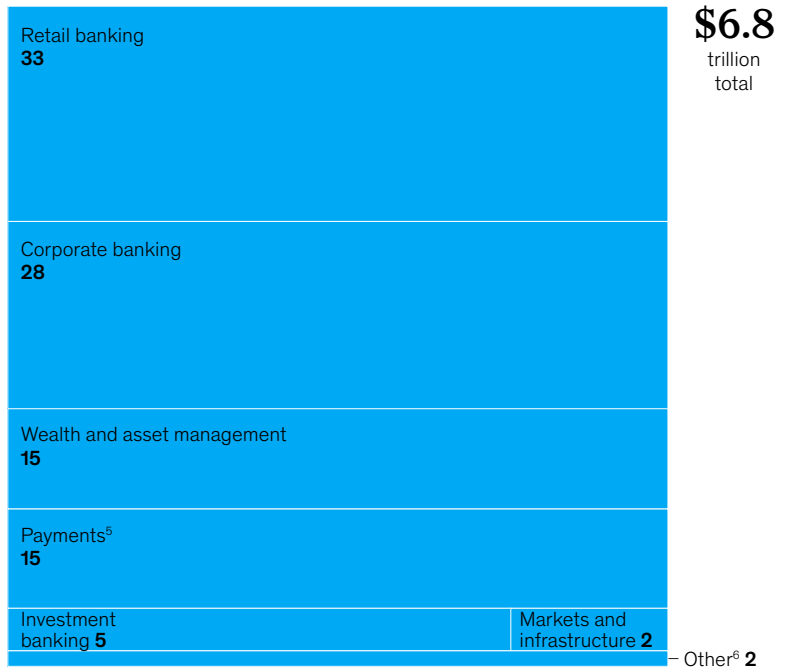 Retail banking
33
$6.8
trillion
total
Corporate banking
28
Wealth and asset management
15
Payments⁵
15
Investment
banking 5
Markets and
infrastructure 2
Other⁶ 2